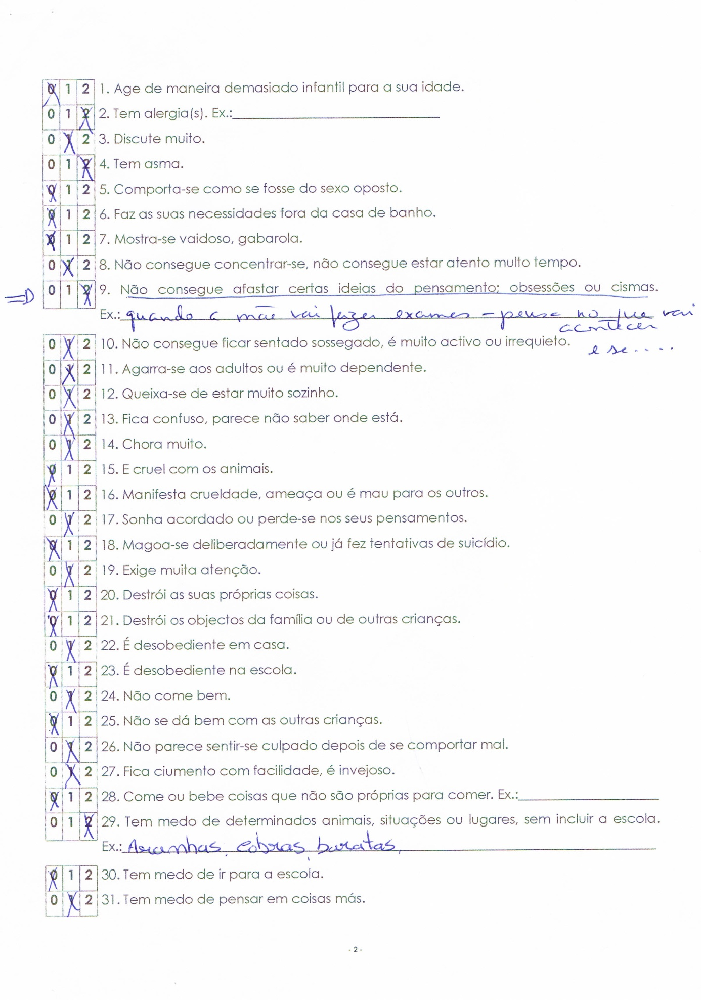 0 1 2 1. Age de maneira demasiado infantil para a sua idade.
0 1 2 2. Tem alergia(s). Ex.:
0 1 2 3. Discute muito.
0 1 2 4. Tem asma.
0 1 2 5. Comporta-se como se fosse do sexo oposto.
0 1 2 6. Faz as suas necessidades fora da casa de banho.
0 1 2 7. Mostra-se vaidoso, gabarola.
0 1 2 8. Não consegue concentrar-se, não consegue estar atento muito tempo.
0 1 2 9. Não consegue afastar certas ideias do pensamento; obsessões ou cismas.
Ex.: quando a mãe vai fazer exames – pensa no que vai
acontecer
0 1 2 10. Não consegue ficar sentado sossegado, é muito activo ou irrequieto.
e se.....
0 1 2 11. Agarra-se aos adultos ou é muito dependente.
0 1 2 12. Queixa-se de estar muito sozinho.
0 1 2 13. Fica confuso, parece não saber onde está.
0 1 2 14. Chora muito.
0 1 2 15. E cruel com os animais.
0 1 2 16. Manifesta crueldade, ameaça ou é mau para os outros.
0 1 2 17. Sonha acordado ou perde-se nos seus pensamentos.
0 1 2 18. Magoa-se deliberadamente ou já fez tentativas de suicídio.
0 1 2 19. Exige muita atenção.
0 1 2 20. Destrói as suas próprias coisas.
0 1 2 21. Destrói os objectos da família ou de outras crianças.
0 1 2 22. É desobediente em casa.
0 1 2 23. É desobediente na escola.
0 1 2 24. Não come bem.
0 1 2 25. Não se dá bem com as outras crianças.
0 1 2 26. Não parece sentir-se culpado depois de se comportar mal.
0 1 2 27. Fica ciumento com facilidade, é invejoso.
0 1 2 28. Come ou bebe coisas que não são próprias para comer. Ex.:
0 1 2 29. Tem medo de determinados animais, situações ou lugares, sem incluir a escola.
Ex.: Aranhas, cobras, baratas,
0 1 2 30. Tem medo de ir para a escola.
0 1 2 31. Tem medo de pensar em coisas más.
- 2 -